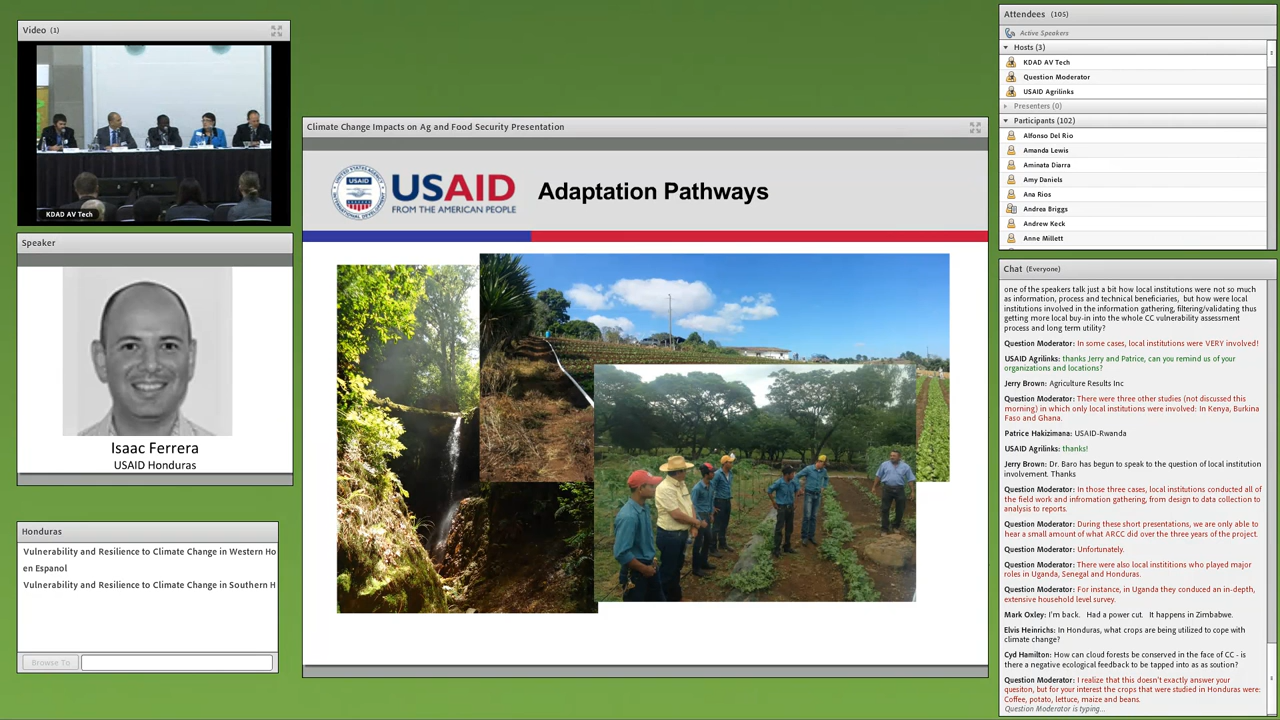 Video (1)
KDAD AV Tech
Speaker
Isaac Ferrera
USAID Honduras
Honduras
Vulnerability and Resilience to Climate Change in Western Ho
en Espanol
Vulnerability and Resilience to Climate Change in Southern H
Browse To
Climate Change Impacts on Ag and Food Security Presentation
UNITED STATES AGENCY
USAID
INTERNATIONAL DEVELOPMENT
USAID
FROM THE AMERICAN PEOPLE
Adaptation Pathways
Attendees (105)
Active Speakers
Hosts (3)
KDAD AV Tech
Question Moderator
USAID Agrilinks
Presenters (0)
Participants (102)
Alfonso Del Rio
Amanda Lewis
Aminata Diarra
Amy Daniels
Ana Rios
Andrea Briggs
Andrew Keck
Anne Millett
Chat (Everyone)
one of the speakers talk just a bit how local institutions were not so much
as information, process and technical beneficiaries, but how were local
institutions involved in the information gathering, filtering/validating thus
getting more local buy-in into the whole CC vulnerability assessment
process and long term utility?
Question Moderator: In some cases, local institutions were VERY involved!
USAID Agrilinks: thanks Jerry and Patrice, can you remind us of your
organizations and locations?
Jerry Brown: Agriculture Results Inc
Question Moderator: There were three other studies (not discussed this
morning) in which only local institutions were involved: In Kenya, Burkina
Faso and Ghana.
Patrice Hakizimana: USAID-Rwanda
USAID Agrilinks: thanks!
Jerry Brown: Dr. Baro has begun to speak to the question of local institution
involvement. Thanks
Question Moderator: In those three cases, local institutions conducted all of
the field work and infromation gathering, from design to data collection to
analysis to reports.
Question Moderator: During these short presentations, we are only able to
hear a small amount of what ARCC did over the three years of the project.
Question Moderator: Unfortunately.
Question Moderator: There were also local instititions who played major
roles in Uganda, Senegal and Honduras.
Question Moderator: For instance, in Uganda they conduced an in-depth,
extensive household level survey.
Mark Oxley: I'm back. Had a power cut. It happens in Zimbabwe.
Elvis Heinrichs: In Honduras, what crops are being utilized to cope with
climate change?
Cyd Hamilton: How can cloud forests be conserved in the face of CC - is
there a negative ecological feedback to be tapped into as as soution?
Question Moderator: I realize that this doesn't exactly answer your
quesiton, but for your interest the crops that were studied in Honduras were:
Coffee, potato, lettuce, maize and beans.
Question Moderator is typing...